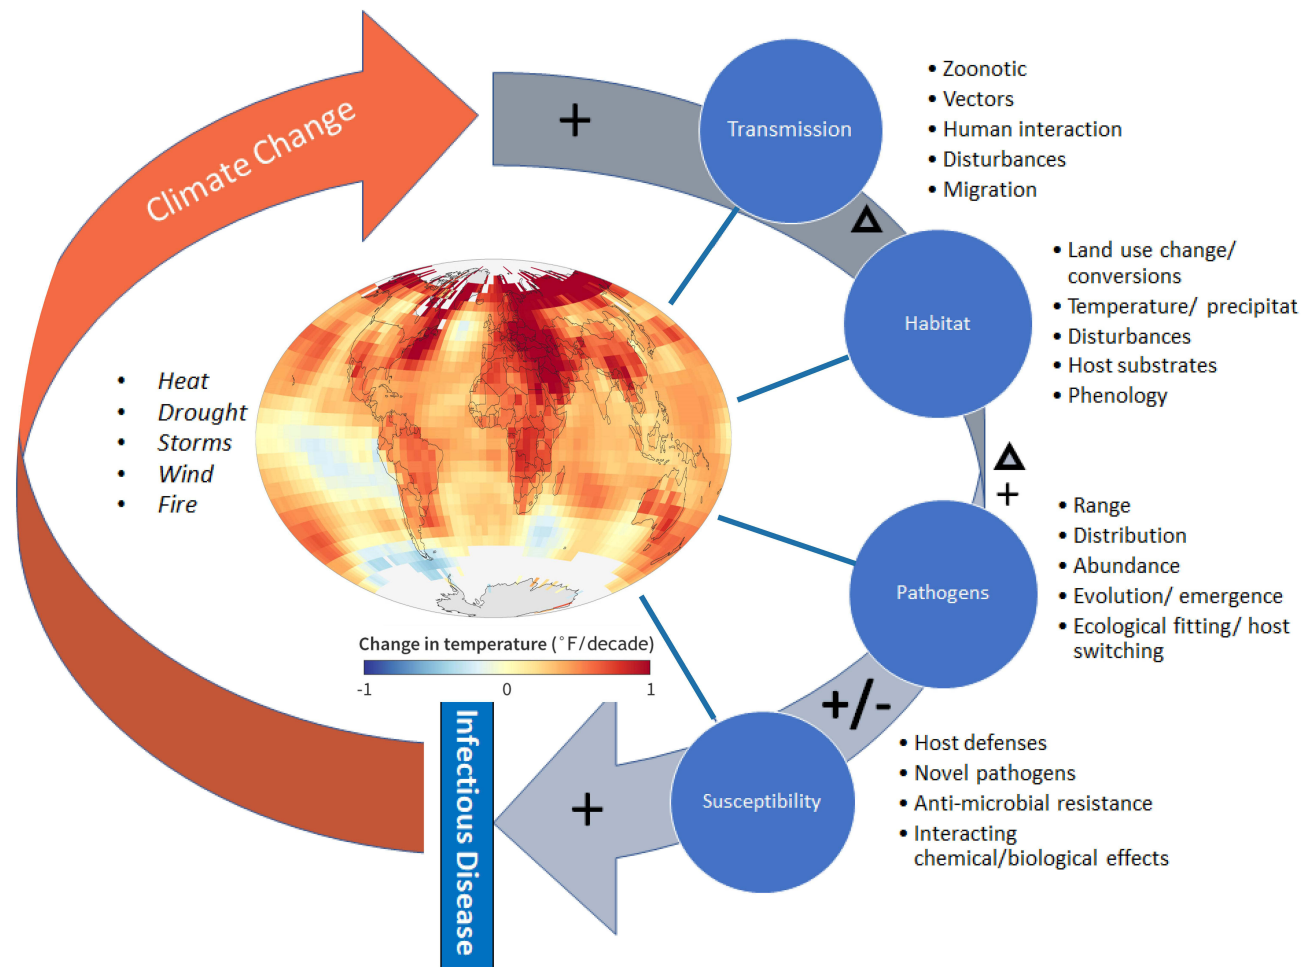 Climate Change
+
Transmission
• Zoonotic
• Vectors
• Human interaction
• Disturbances
• Migration
Δ
Habitat
• Land use change/
conversions
• Temperature/ precipitat
• Disturbances
• Host substrates
• Phenology
• Heat
• Drought
• Storms
• Wind
• Fire
Δ
+
Pathogens
• Range
• Distribution
• Abundance
• Evolution/ emergence
• Ecological fitting/ host
switching
Change in temperature (°F/decade)
-1 0 1
+/-
Susceptibility
• Host defenses
• Novel pathogens
• Anti-microbial resistance
• Interacting
chemical/biological effects
+
Infectious Disease